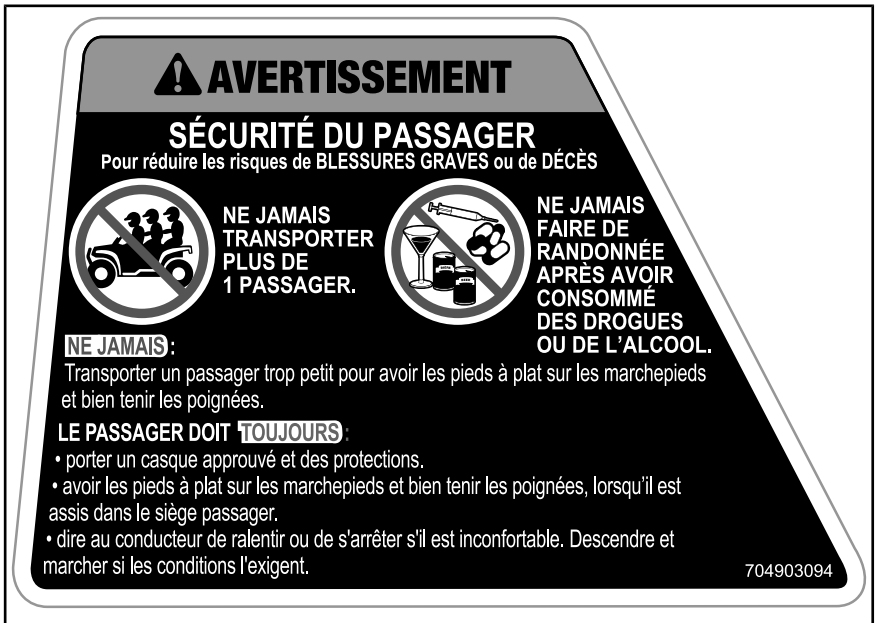 AVERTISSEMENT
SÉCURITÉ DU PASSAGER
Pour réduire les risques de BLESSURES GRAVES ou de DÉCÈS
NE JAMAIS
TRANSPORTER
PLUS DE
1 PASSAGER.
NE JAMAIS
FAIRE DE
RANDONNÉE
APRÈS AVOIR
CONSOMMÉ
DES DROGUES
OU DE L'ALCOOL.
NE JAMAIS :
Transporter un passager trop petit pour avoir les pieds à plat sur les marchepieds
et bien tenir les poignées.
LE PASSAGER DOIT TOUJOURS :
• porter un casque approuvé et des protections.
• avoir les pieds à plat sur les marchepieds et bien tenir les poignées, lorsqu'il est
assis dans le siège passager.
• dire au conducteur de ralentir ou de s'arrêter s'il est inconfortable. Descendre et
marcher si les conditions l'exigent.
704903094